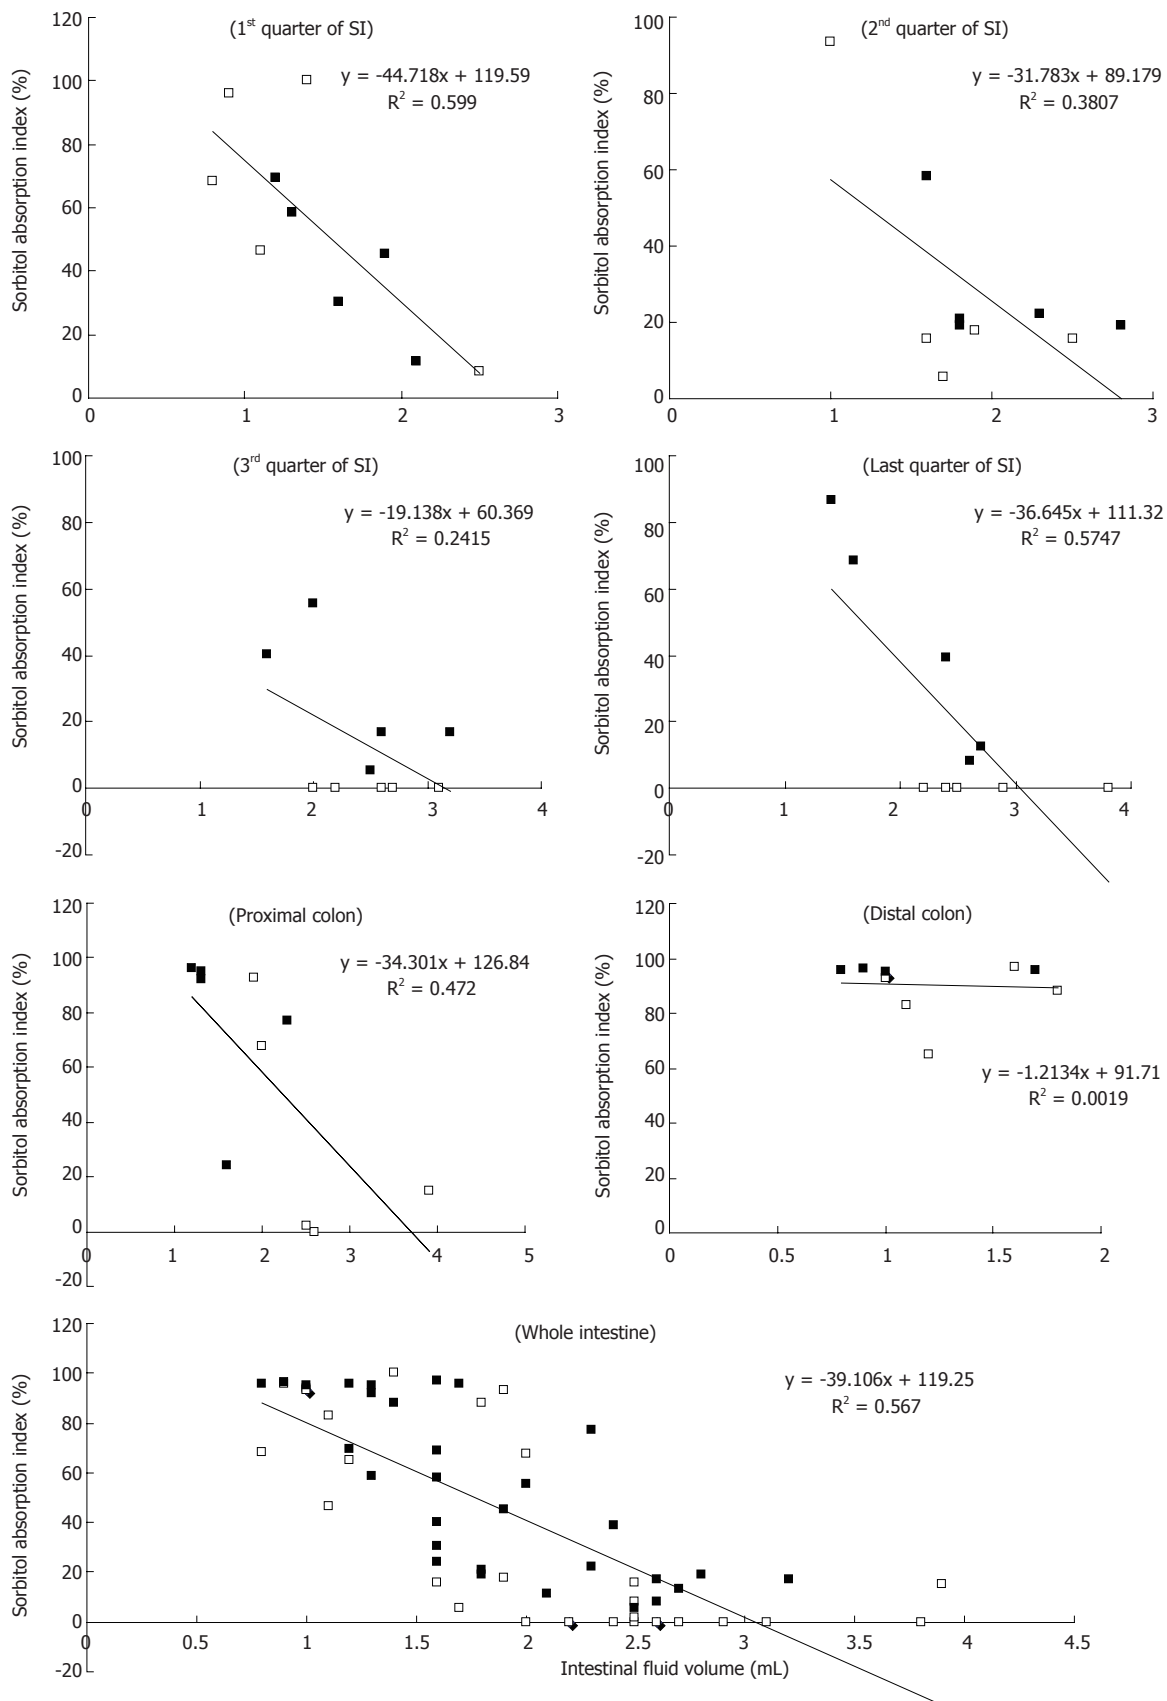 (1st quarter of SI)
y = -44.718x + 119.59
R2 = 0.599
Sorbitol absorption index (%)
120
100
80
60
40
20
0
0 1 2 3
(2nd quarter of SI)
y = -31.783x + 89.179
R2 = 0.3807
Sorbitol absorption index (%)
100
80
60
40
20
0
0 1 2 3
(3rd quarter of SI)
y = -19.138x + 60.369
R2 = 0.2415
Sorbitol absorption index (%)
100
80
60
40
20
0
-20
0 1 2 3 4
(Last quarter of SI)
y = -36.645x + 111.32
R2 = 0.5747
Sorbitol absorption index (%)
100
80
60
40
20
0
-20
0 1 2 3 4
(Proximal colon)
y = -34.301x + 126.84
R2 = 0.472
Sorbitol absorption index (%)
120
100
80
60
40
20
0
-20
0 1 2 3 4 5
(Distal colon)
y = -1.2134x + 91.71
R2 = 0.0019
Sorbitol absorption index (%)
120
100
80
60
40
20
0
0 0.5 1 1.5 2
(Whole intestine)
y = -39.106x + 119.25
R2 = 0.567
Sorbitol absorption index (%)
120
100
80
60
40
20
0
-20
0.5 1 1.5 2 2.5 3 3.5 4 4.5
Intestinal fluid volume (mL)